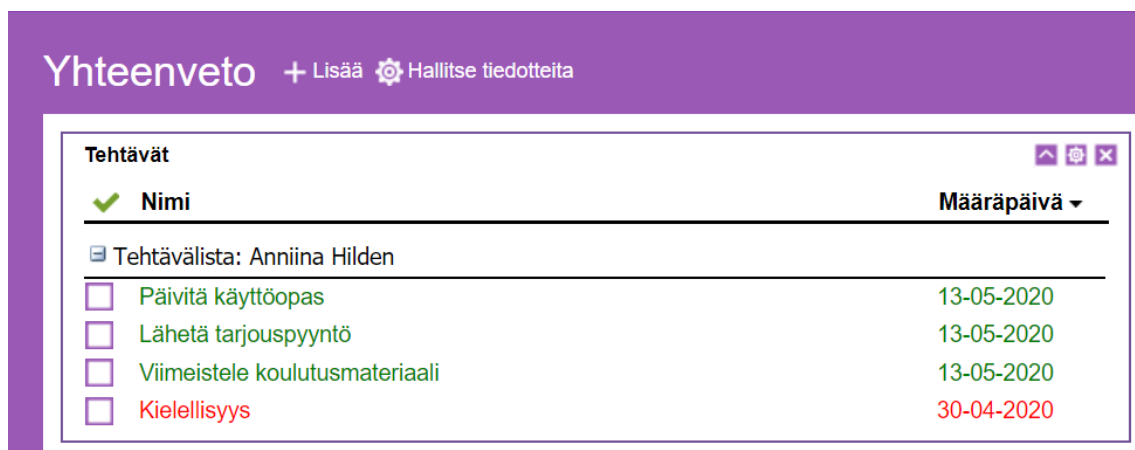 Yhteenveto + Lisää Hallitse tiedotteita
Tehtävät
Nimi Määräpäivä
Tehtävälista: Anniina Hilden
Päivitä käyttöopas 13-05-2020
Lähetä tarjouspyyntö 13-05-2020
Viimeistele koulutusmateriaali 13-05-2020
Kielellisyys 30-04-2020